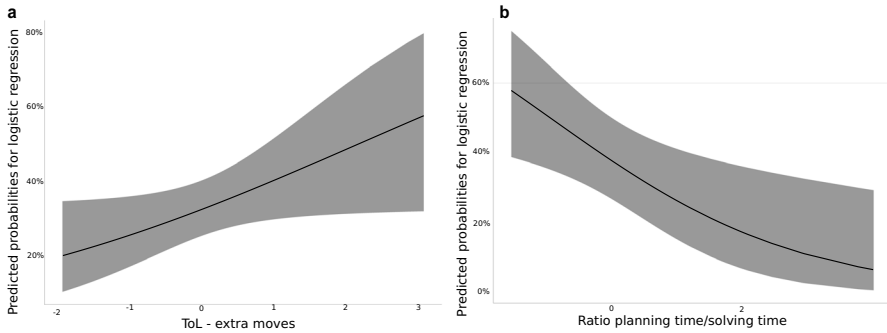 a
Predicted probabilities for logistic regression
80%
60%
40%
20%
-2
-1
0
1
2
3
ToL - extra moves
b
Predicted probabilities for logistic regression
60%
40%
20%
0%
0
2
Ratio planning time/solving time